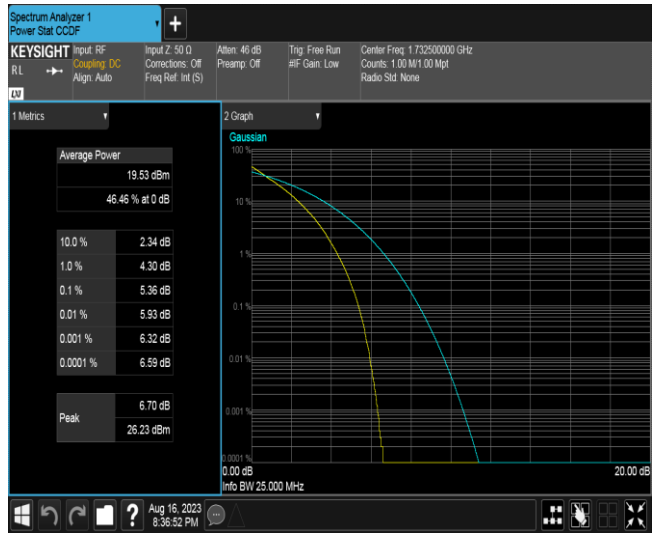 Spectrum Analyzer 1
Power Stat CCDF
+
KEYSIGHT
RL
LXI
Input: RF
Coupling: DC
Align: Auto
Input Z: 50 Ω
Corrections: Off
Freq Ref: Int (S)
Atten: 46 dB
Preamp: Off
Trig: Free Run
#IF Gain: Low
Center Freq: 1.732500000 GHz
Counts: 1.00 M/1.00 Mpt
Radio Std: None
1 Metrics
Average Power
19.53 dBm
46.46 % at 0 dB
10.0 % 2.34 dB
1.0 % 4.30 dB
0.1 % 5.36 dB
0.01 % 5.93 dB
0.001 % 6.32 dB
0.0001 % 6.59 dB
Peak
6.70 dB
26.23 dBm
2 Graph
Gaussian
100 %
10 %
1 %
0.1 %
0.01 %
0.001 %
0.0001 %
0.00 dB
20.00 dB
Info BW 25.000 MHz
?
Aug 16, 2023
8:36:52 PM